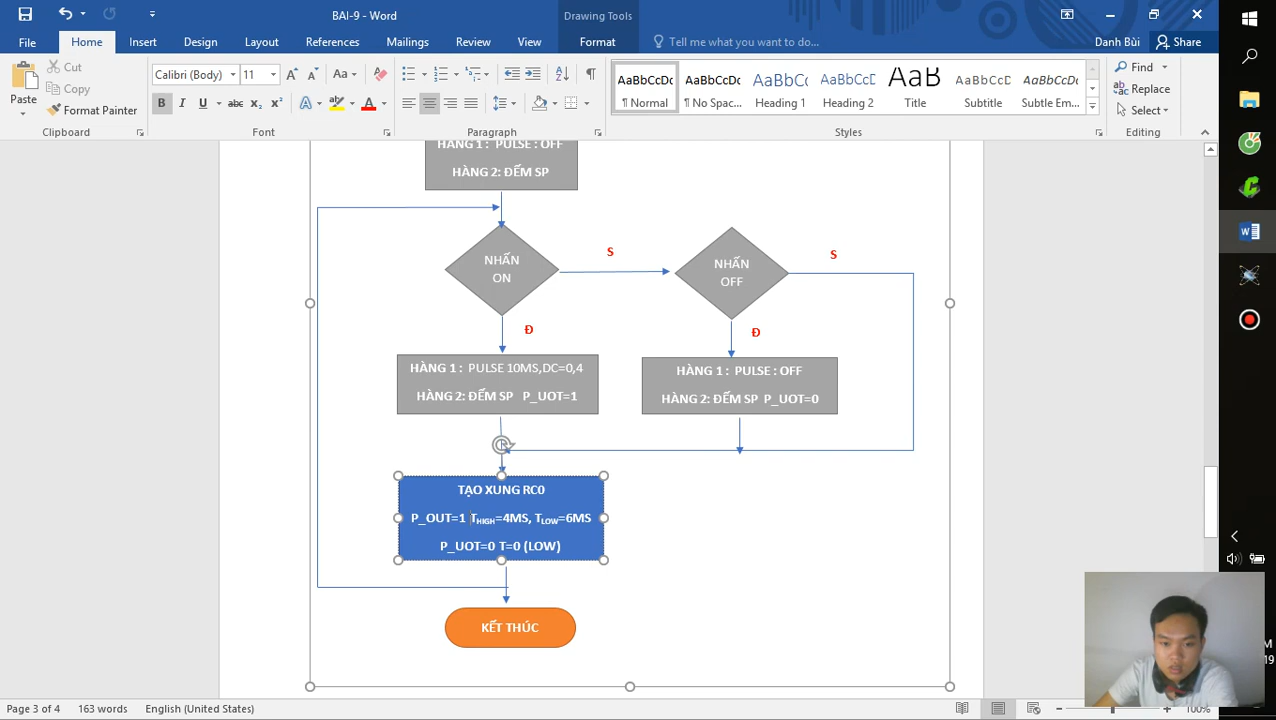 BAI-9 - Word
Drawing Tools
File
Home
Insert
Design
Layout
References
Mailings
Review
View
Format
Tell me what you want to do...
Danh Bùi
Share
Paste
Cut
Copy
Format Painter
Clipboard
Calibri (Body)
11
Font
Paragraph
AaBbCcDc
¶ Normal
AaBbCcDc
¶ No Spac...
AaBbCc
Heading 1
AaBbCcD
Heading 2
AaB
Title
AaBbCcD
Subtitle
AaBbCcDc
Subtle Em...
Styles
Find
Replace
Select
Editing
HÀNG 1 : PULSE : OFF
HÀNG 2: ĐẾM SP
NHẤN
ON
S
NHẤN
OFF
S
Đ
Đ
HÀNG 1 : PULSE 10MS,DC=0,4
HÀNG 2: ĐẾM SP P_UOT=1
HÀNG 1 : PULSE : OFF
HÀNG 2: ĐẾM SP P_UOT=0
TẠO XUNG RC0
P_OUT=1 THIGH=4MS, TLOW=6MS
P_UOT=0 T=0 (LOW)
KẾT THÚC
Page 3 of 4
163 words
English (United States)
100%